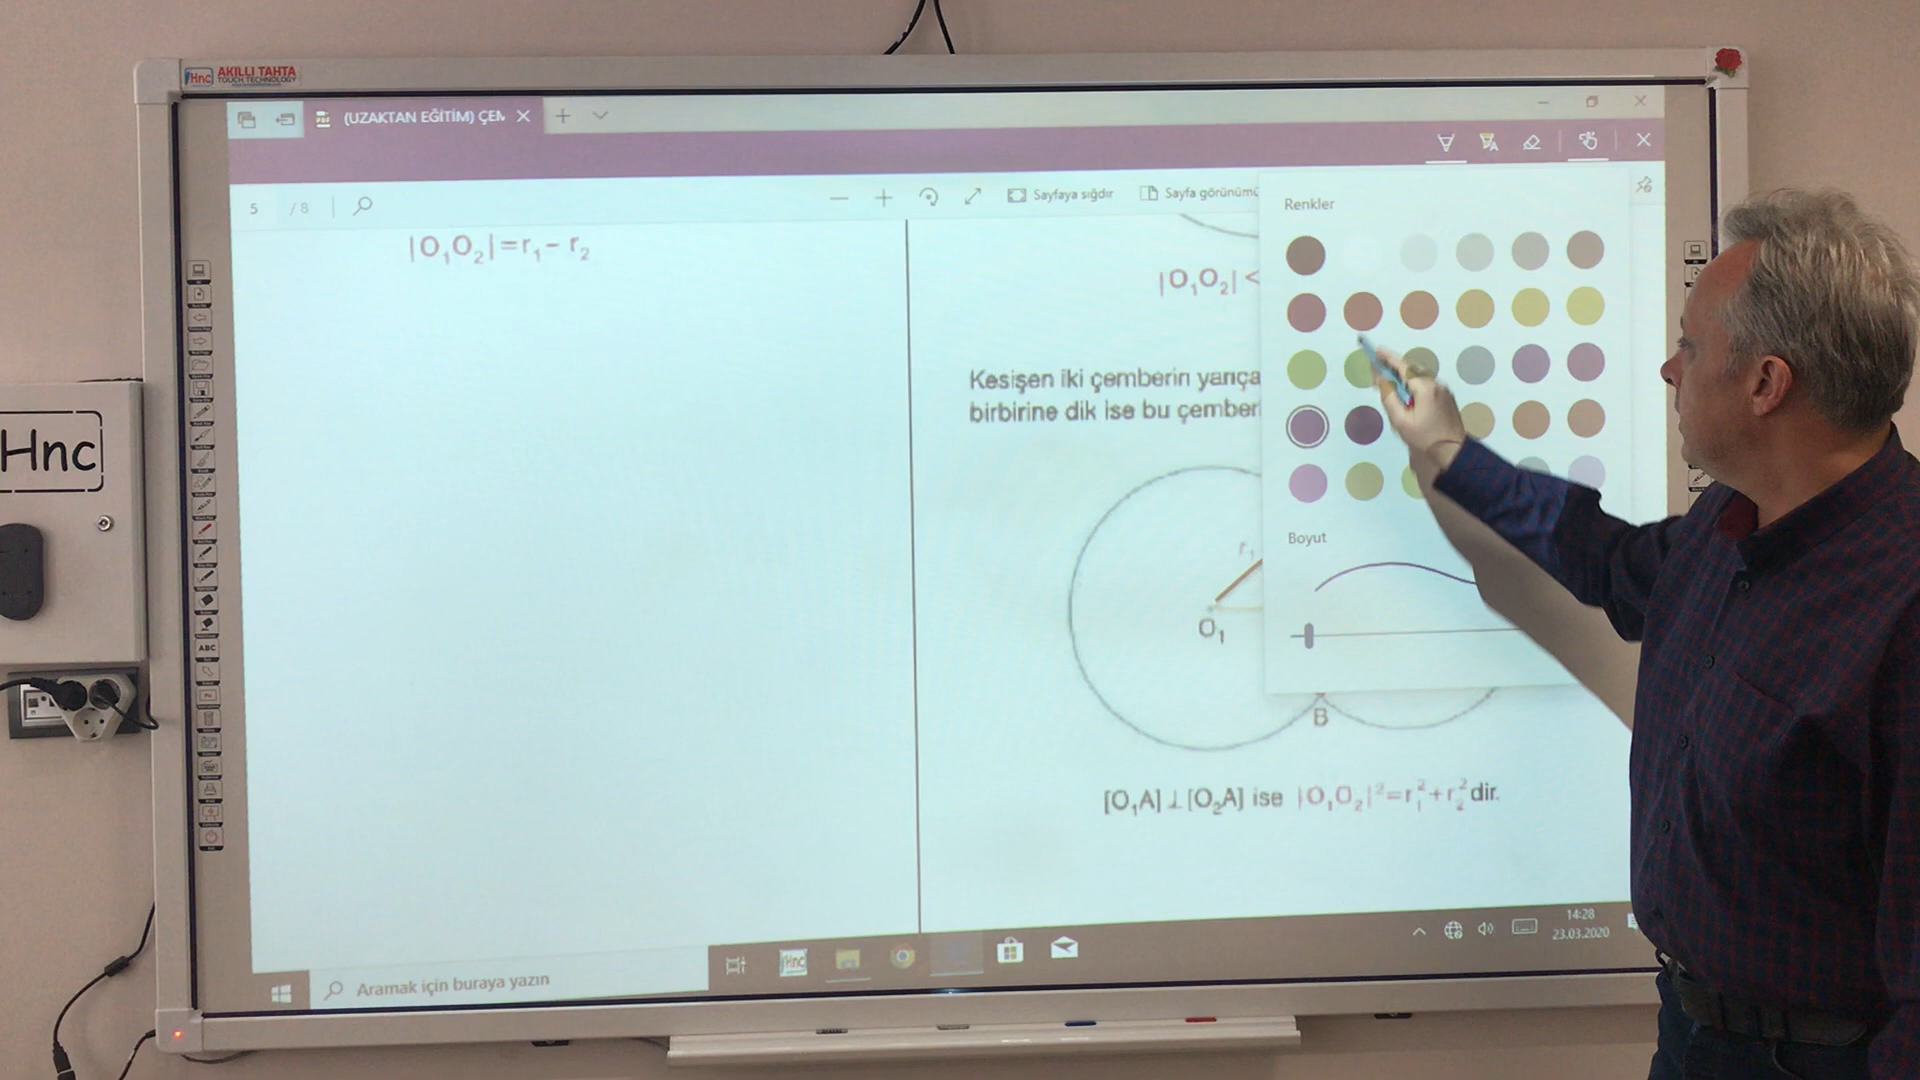 Hnc AKILLI TAHTA
TOUCH TECHNOLOGY
(UZAKTAN EĞİTİM) ÇEM
5 / 8
Sayfaya sığdır
Sayfa görünümü
|O₁O₂|=r₁- r₂
|O₁O₂| <
Renkler
Kesişen iki çemberin yarıça
birbirine dik ise bu çember
Boyut
r₁
O₁
B
[O₁A]⊥[O₂A] ise |O₁O₂|²=r₁²+r₂² dir.
Hnc
ABC
14:28
23.03.2020
Hnc
Aramak için buraya yazın